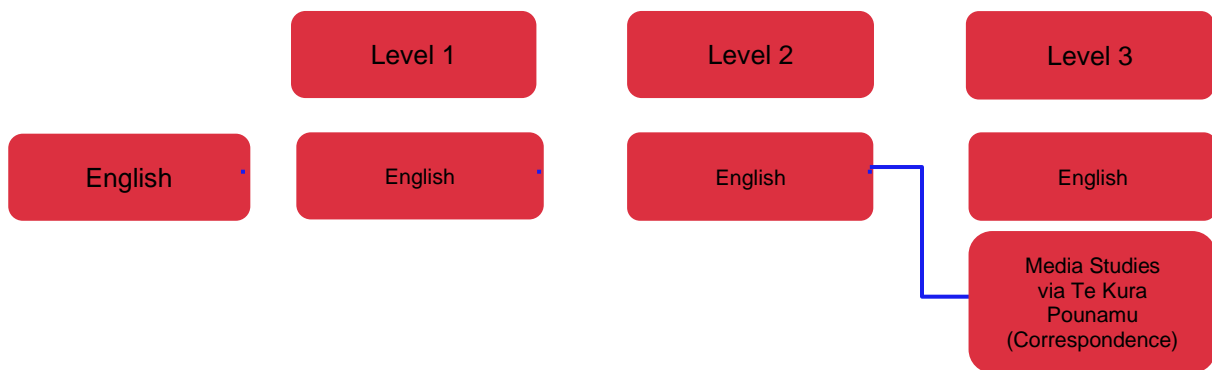 Level 1
Level 2
Level 3
English
English
English
English
Media Studies
via Te Kura
Pounamu
(Correspondence)